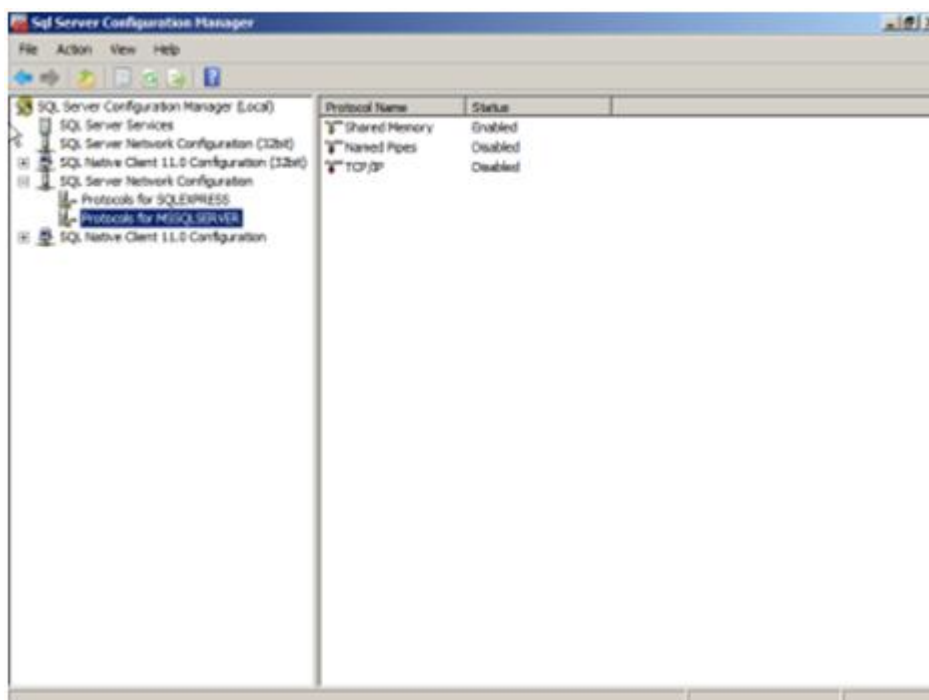 Sql Server Configuration Manager
File Action View Help
SQL Server Configuration Manager (Local)
SQL Server Services
SQL Server Network Configuration (32bit)
SQL Native Client 11.0 Configuration (32bit)
SQL Server Network Configuration
Protocols for SQLEXPRESS
Protocols for MSSQLSERVER
SQL Native Client 11.0 Configuration
Protocol Name Status
Shared Memory Enabled
Named Pipes Disabled
TCP/IP Disabled